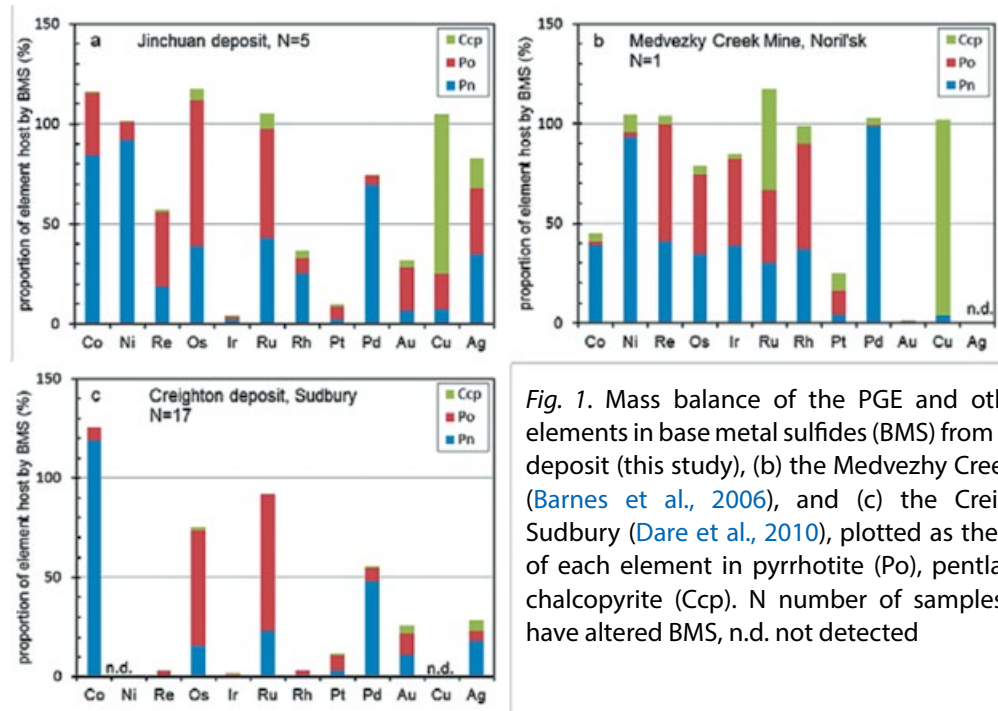 150
100
50
0
proportion of element host by BMS (%)
a Jinchuan deposit, N=5
Ccp
Po
Pn
Co Ni Re Os Ir Ru Rh Pt Pd Au Cu Ag
150
100
50
0
proportion of element host by BMS (%)
b Medvezky Creek Mine, Noril'sk
N=1
Ccp
Po
Pn
n.d.
Co Ni Re Os Ir Ru Rh Pt Pd Au Cu Ag
150
100
50
0
proportion of element host by BMS (%)
c Creighton deposit, Sudbury
N=17
Ccp
Po
Pn
n.d. n.d.
Co Ni Re Os Ir Ru Rh Pt Pd Au Cu Ag
Fig. 1. Mass balance of the PGE and oth
elements in base metal sulfides (BMS) from
deposit (this study), (b) the Medvezhy Cree
(Barnes et al., 2006), and (c) the Crei
Sudbury (Dare et al., 2010), plotted as the
of each element in pyrrhotite (Po), pentla
chalcopyrite (Ccp). N number of samples
have altered BMS, n.d. not detected